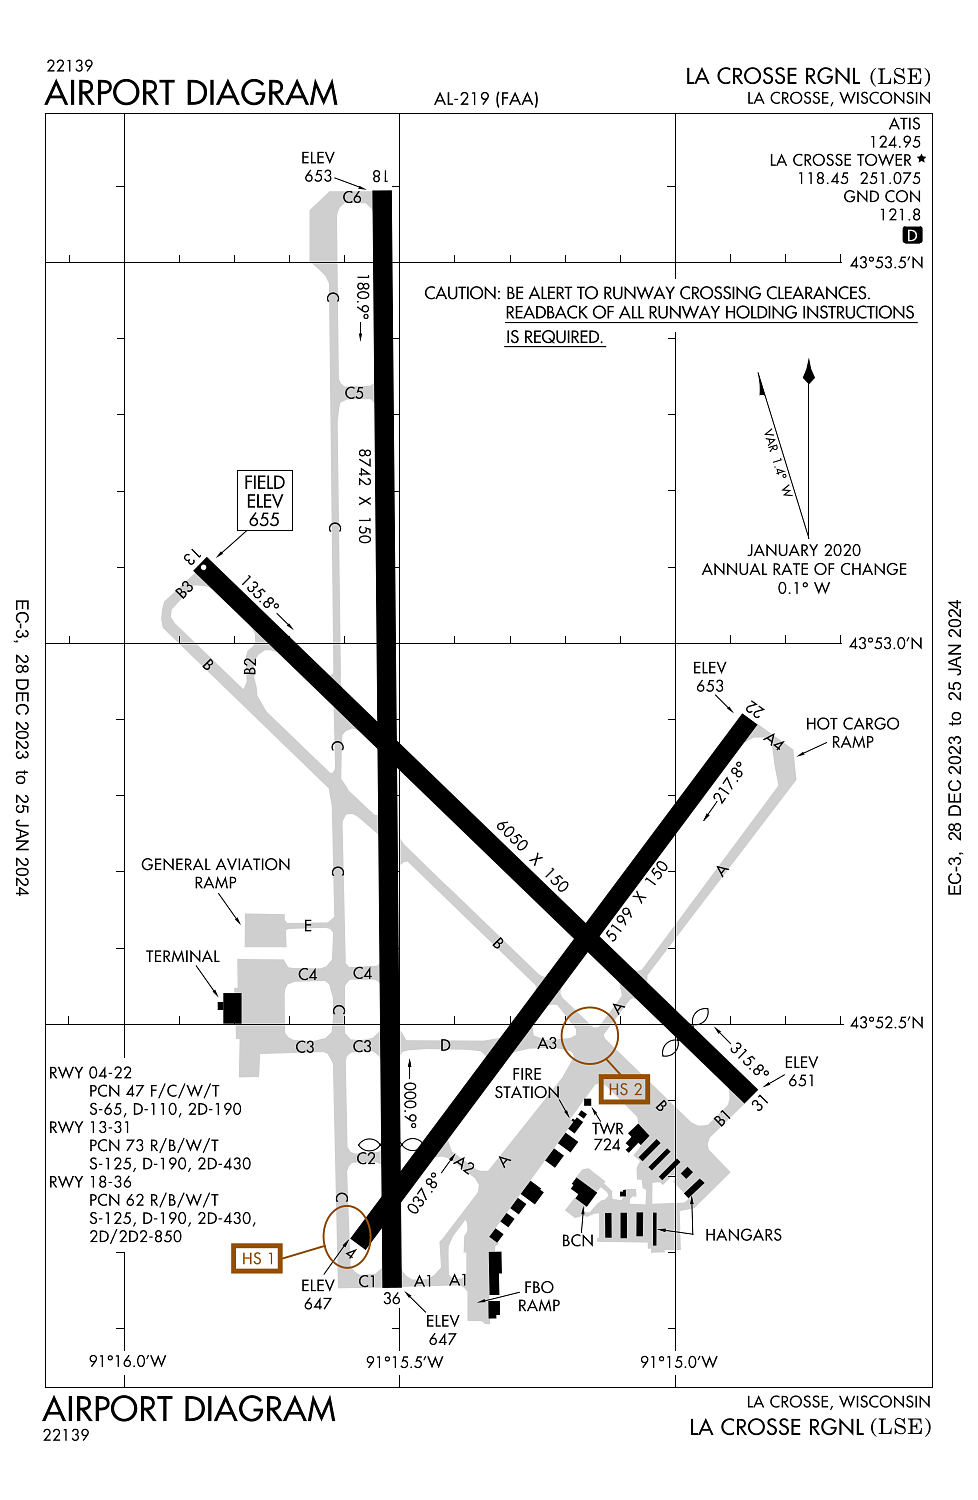 22139
AIRPORT DIAGRAM
AL-219 (FAA)
LA CROSSE RGNL (LSE)
LA CROSSE, WISCONSIN
ATIS
124.95
LA CROSSE TOWER ★
118.45 251.075
GND CON
121.8
D
ELEV
653
18
C6
43°53.5'N
C
180.9°
CAUTION: BE ALERT TO RUNWAY CROSSING CLEARANCES.
READBACK OF ALL RUNWAY HOLDING INSTRUCTIONS
IS REQUIRED.
C5
VAR 1.4° W
8742 X 150
FIELD
ELEV
655
C
JANUARY 2020
ANNUAL RATE OF CHANGE
0.1° W
13
B3
135.8°
EC-3, 28 DEC 2023 to 25 JAN 2024
EC-3, 28 DEC 2023 to 25 JAN 2024
43°53.0'N
B
B2
ELEV
653
22
A4
HOT CARGO
RAMP
C
217.8°
6050 X 150
5199 X 150
A
GENERAL AVIATION
RAMP
C
E
B
TERMINAL
C4
C4
C
A
43°52.5'N
C3
C3
D
A3
315.8°
ELEV
651
31
RWY 04-22
PCN 47 F/C/W/T
S-65, D-110, 2D-190
RWY 13-31
PCN 73 R/B/W/T
S-125, D-190, 2D-430
RWY 18-36
PCN 62 R/B/W/T
S-125, D-190, 2D-430,
2D/2D2-850
000.9°
FIRE
STATION
HS 2
B
B1
TWR
724
C2
A2
A
037.8°
C
BCN
HANGARS
HS 1
4
ELEV
647
C1
A1
A1
36
ELEV
647
FBO
RAMP
91°16.0'W
91°15.5'W
91°15.0'W
AIRPORT DIAGRAM
22139
LA CROSSE, WISCONSIN
LA CROSSE RGNL (LSE)